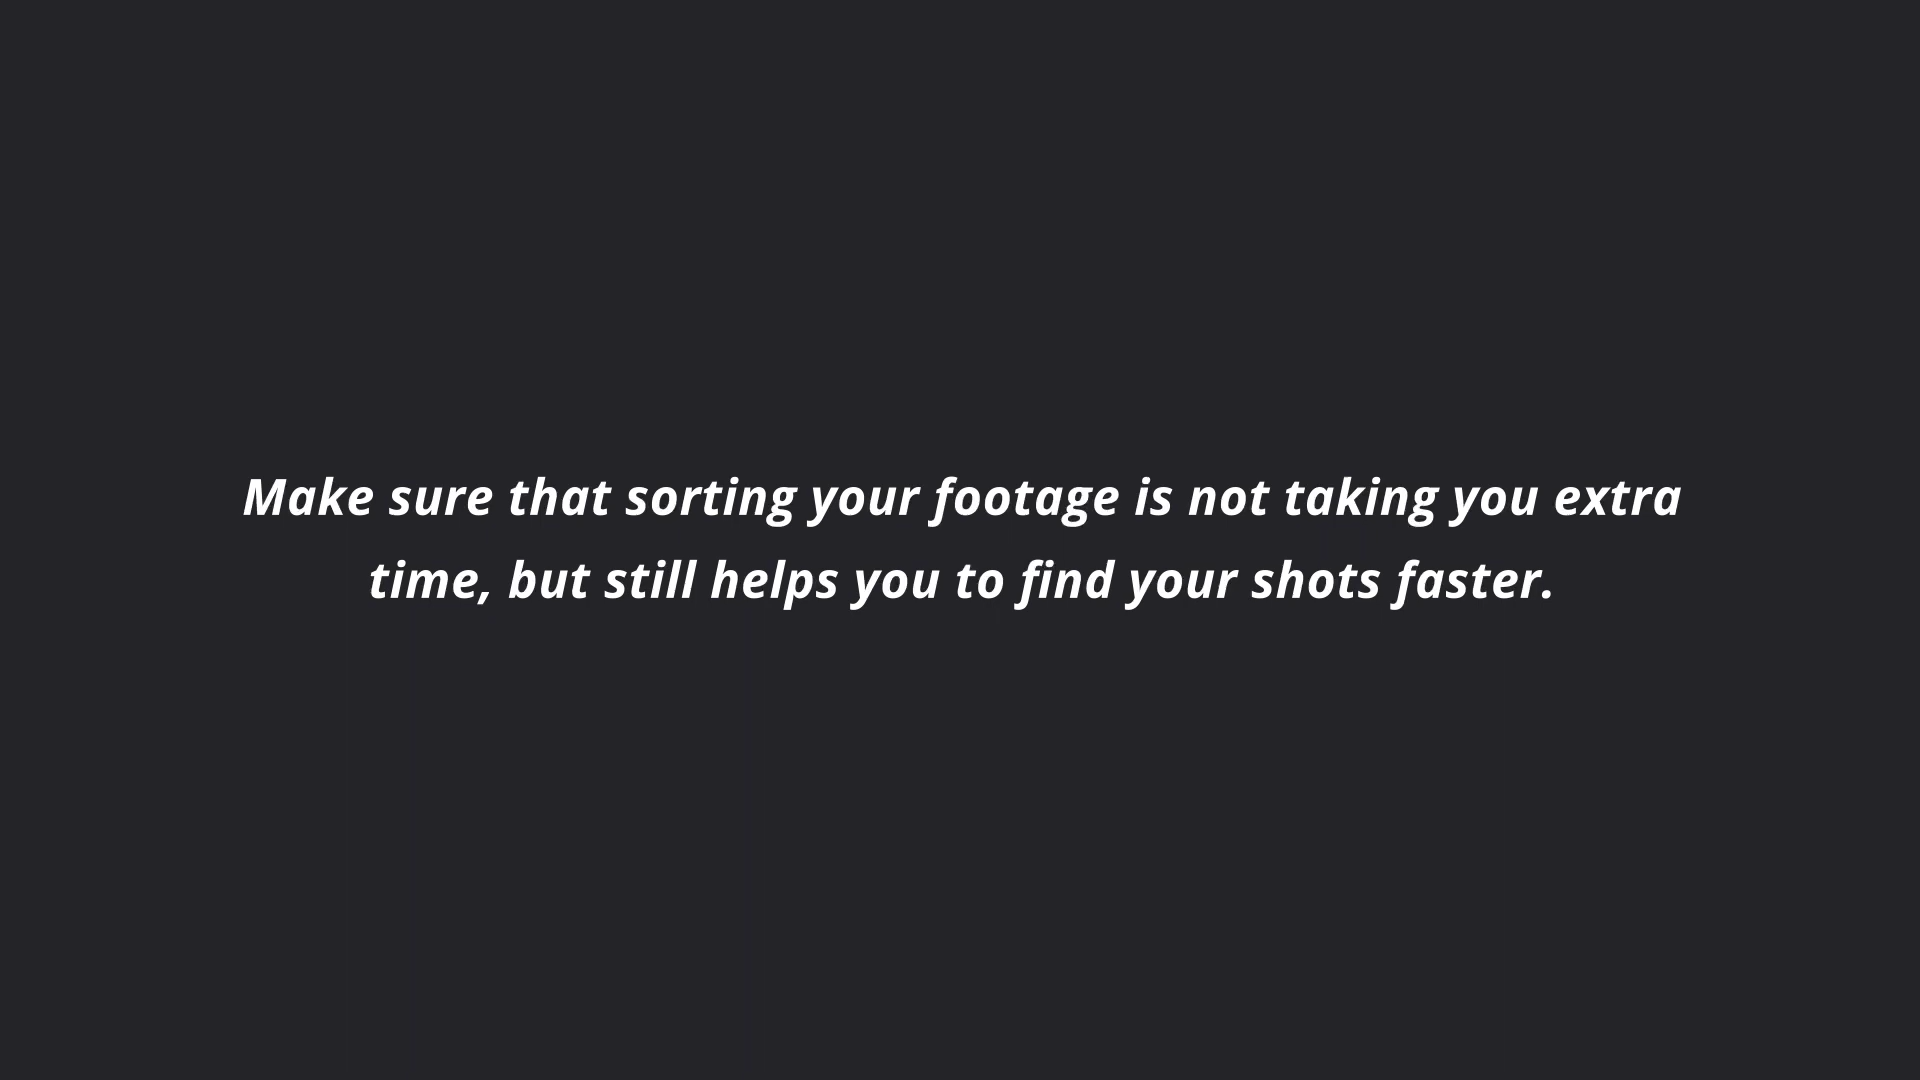 Make sure that sorting your footage is not taking you extra
time, but still helps you to find your shots faster.